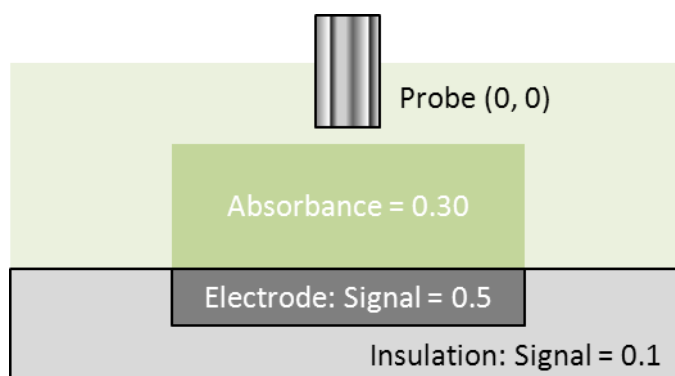 Probe (0, 0)
Absorbance = 0.30
Electrode: Signal = 0.5
Insulation: Signal = 0.1